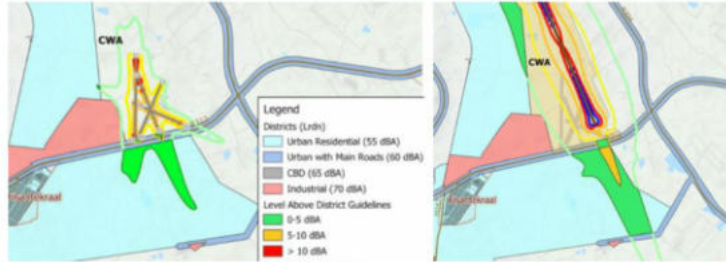 CWA
Legend
Districts (Lrdn)
Urban Residential (55 dBA)
Urban with Main Roads (60 dBA)
CBD (65 dBA)
Industrial (70 dBA)
Level Above District Guidelines
0-5 dBA
5-10 dBA
> 10 dBA
CWA